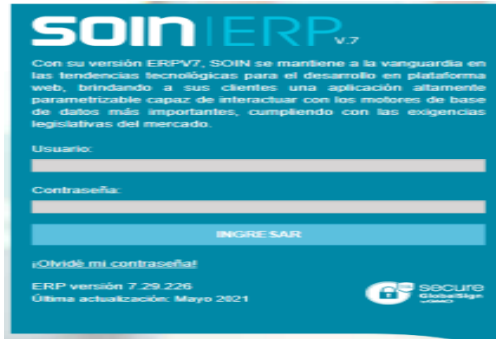 SOIN ERP V.7
Con su versión ERPV7, SOIN se mantiene a la vanguardia en
las tendencias tecnológicas para el desarrollo en plataforma
web, brindando a sus clientes una aplicación altamente
parametrizable capaz de interactuar con los motores de base
de datos más importantes, cumpliendo con las exigencias
legislativas del mercado.
Usuario:
Contraseña:
INGRESAR
¡Olvidé mi contraseña!
ERP versión 7.29.226
Última actualización: Mayo 2021
secure
GlobalSign